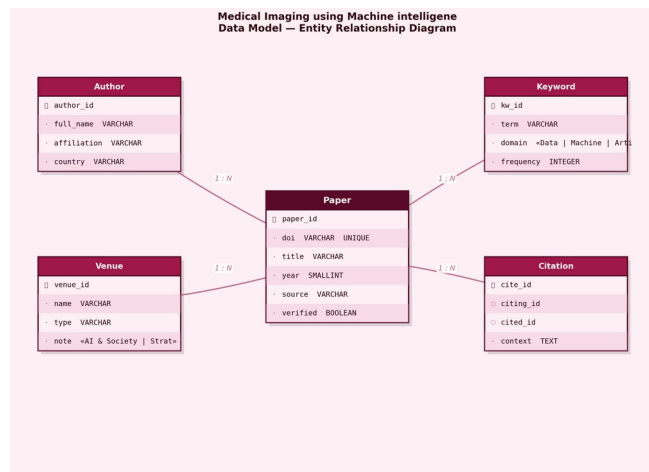 Medical Imaging using Machine intelligene
Data Model — Entity Relationship Diagram
Author
author_id
· full_name VARCHAR
· affiliation VARCHAR
· country VARCHAR
Keyword
kw_id
· term VARCHAR
· domain «Data | Machine | Arti
· frequency INTEGER
1 : N
1 : N
Paper
paper_id
· doi VARCHAR UNIQUE
· title VARCHAR
· year SMALLINT
· source VARCHAR
· verified BOOLEAN
Venue
venue_id
· name VARCHAR
· type VARCHAR
· note «AI & Society | Strat»
1 : N
1 : N
Citation
cite_id
citing_id
cited_id
· context TEXT